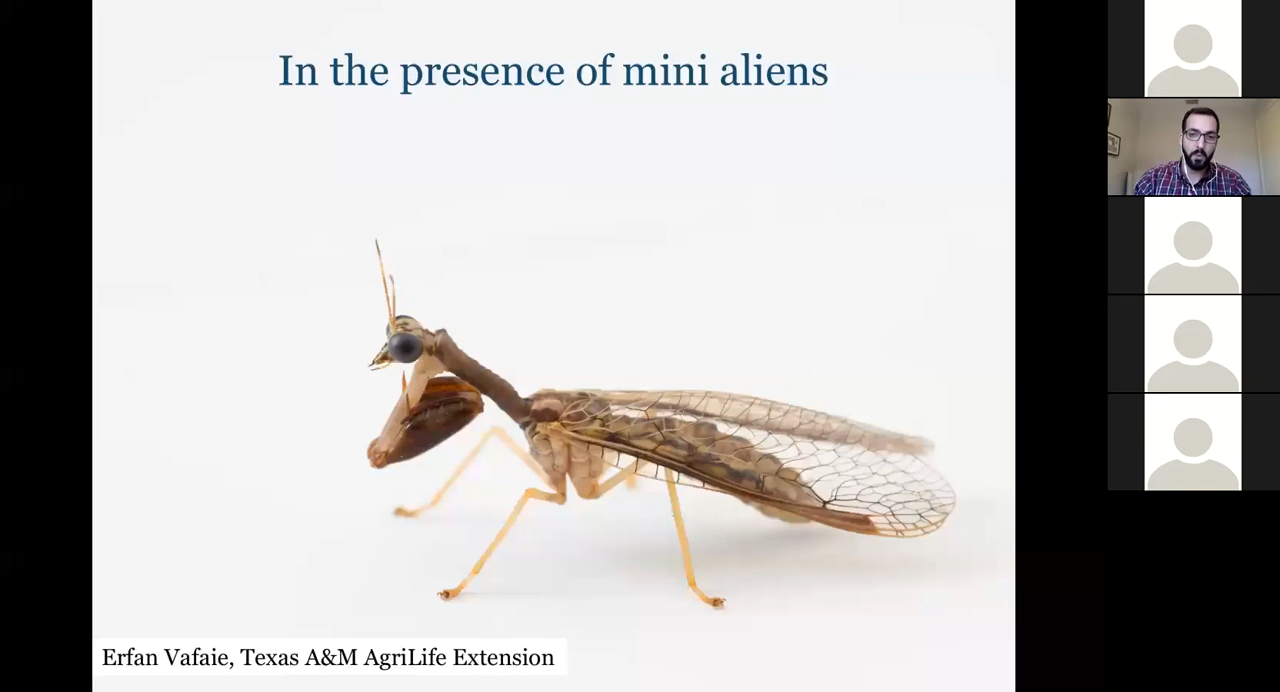 In the presence of mini aliens
Erfan Vafaie, Texas A&M AgriLife Extension